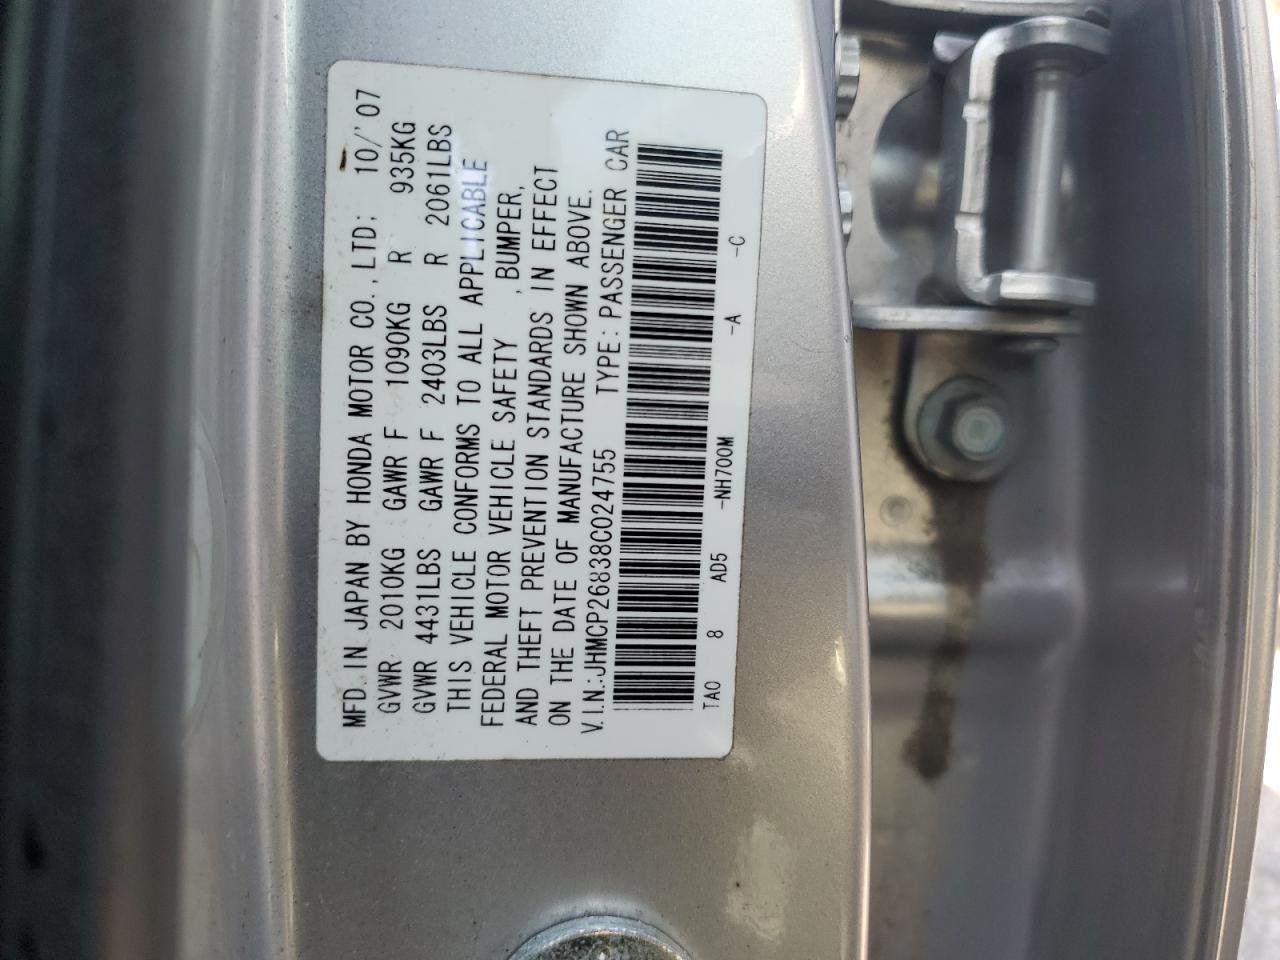 MFD. IN JAPAN BY HONDA MOTOR CO., LTD: 10/'07
GVWR 2010KG GAWR F 1090KG R 935KG
GVWR 4431LBS GAWR F 2403LBS R 2061LBS
THIS VEHICLE CONFORMS TO ALL APPLICABLE
FEDERAL MOTOR VEHICLE SAFETY ,BUMPER,
AND THEFT PREVENTION STANDARDS IN EFFECT
ON THE DATE OF MANUFACTURE SHOWN ABOVE.
V.I.N.:JHMCP26838C024755 TYPE: PASSENGER CAR
TA0 8 AD5 -NH700M -A -C